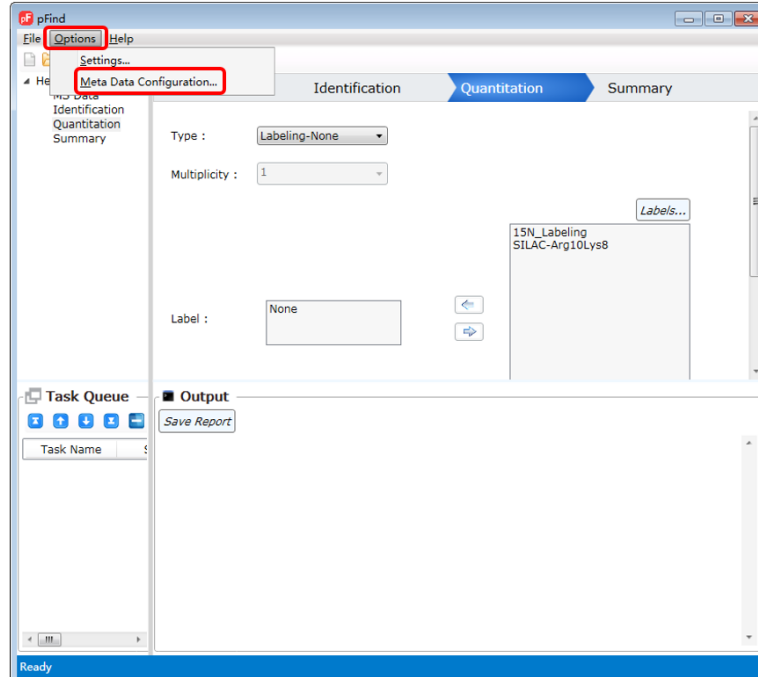 pF pFind
File Options Help
Settings...
Meta Data Configuration...
He
MS Data
Identification
Quantitation
Summary
Identification Quantitation Summary
Type : Labeling-None
Multiplicity : 1
Labels...
15N_Labeling
SILAC-Arg10Lys8
Label : None
Task Queue
Task Name S
Output
Save Report
Ready